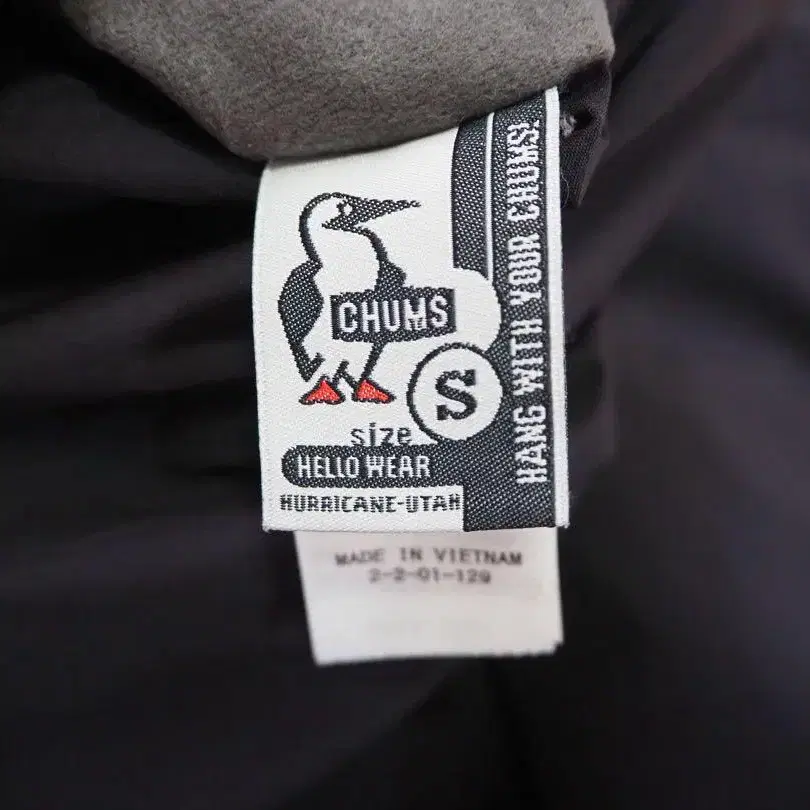 CHUMS
S
size
HELLO WEAR
HURRICANE-UTAH
HANG WITH YOUR CHUMS!
MADE IN VIETNAM
2-2-01-129